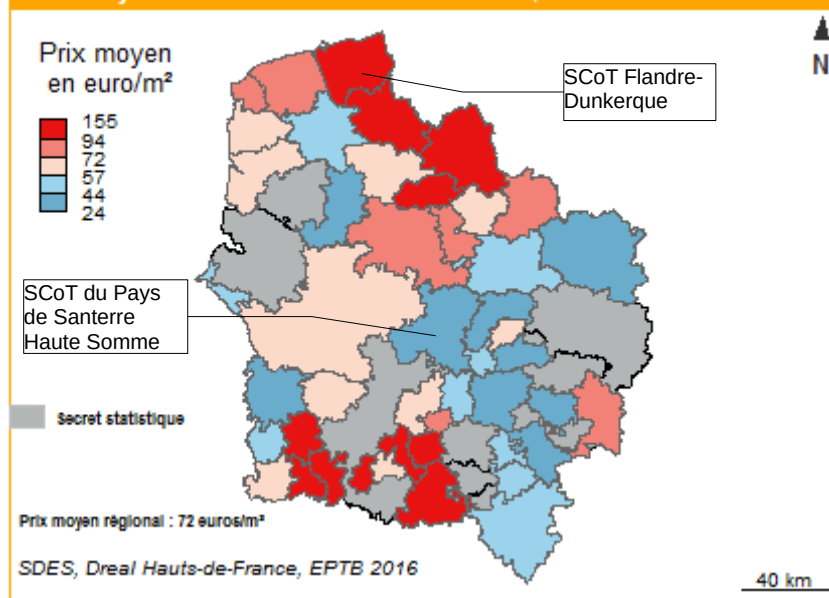 Prix moyen
en euro/m²
155
94
72
57
44
24
SCoT Flandre-
Dunkerque
N
SCoT du Pays
de Santerre
Haute Somme
Secret statistique
Prix moyen régional : 72 euros/m²
SDES, Dreal Hauts-de-France, EPTB 2016
40 km